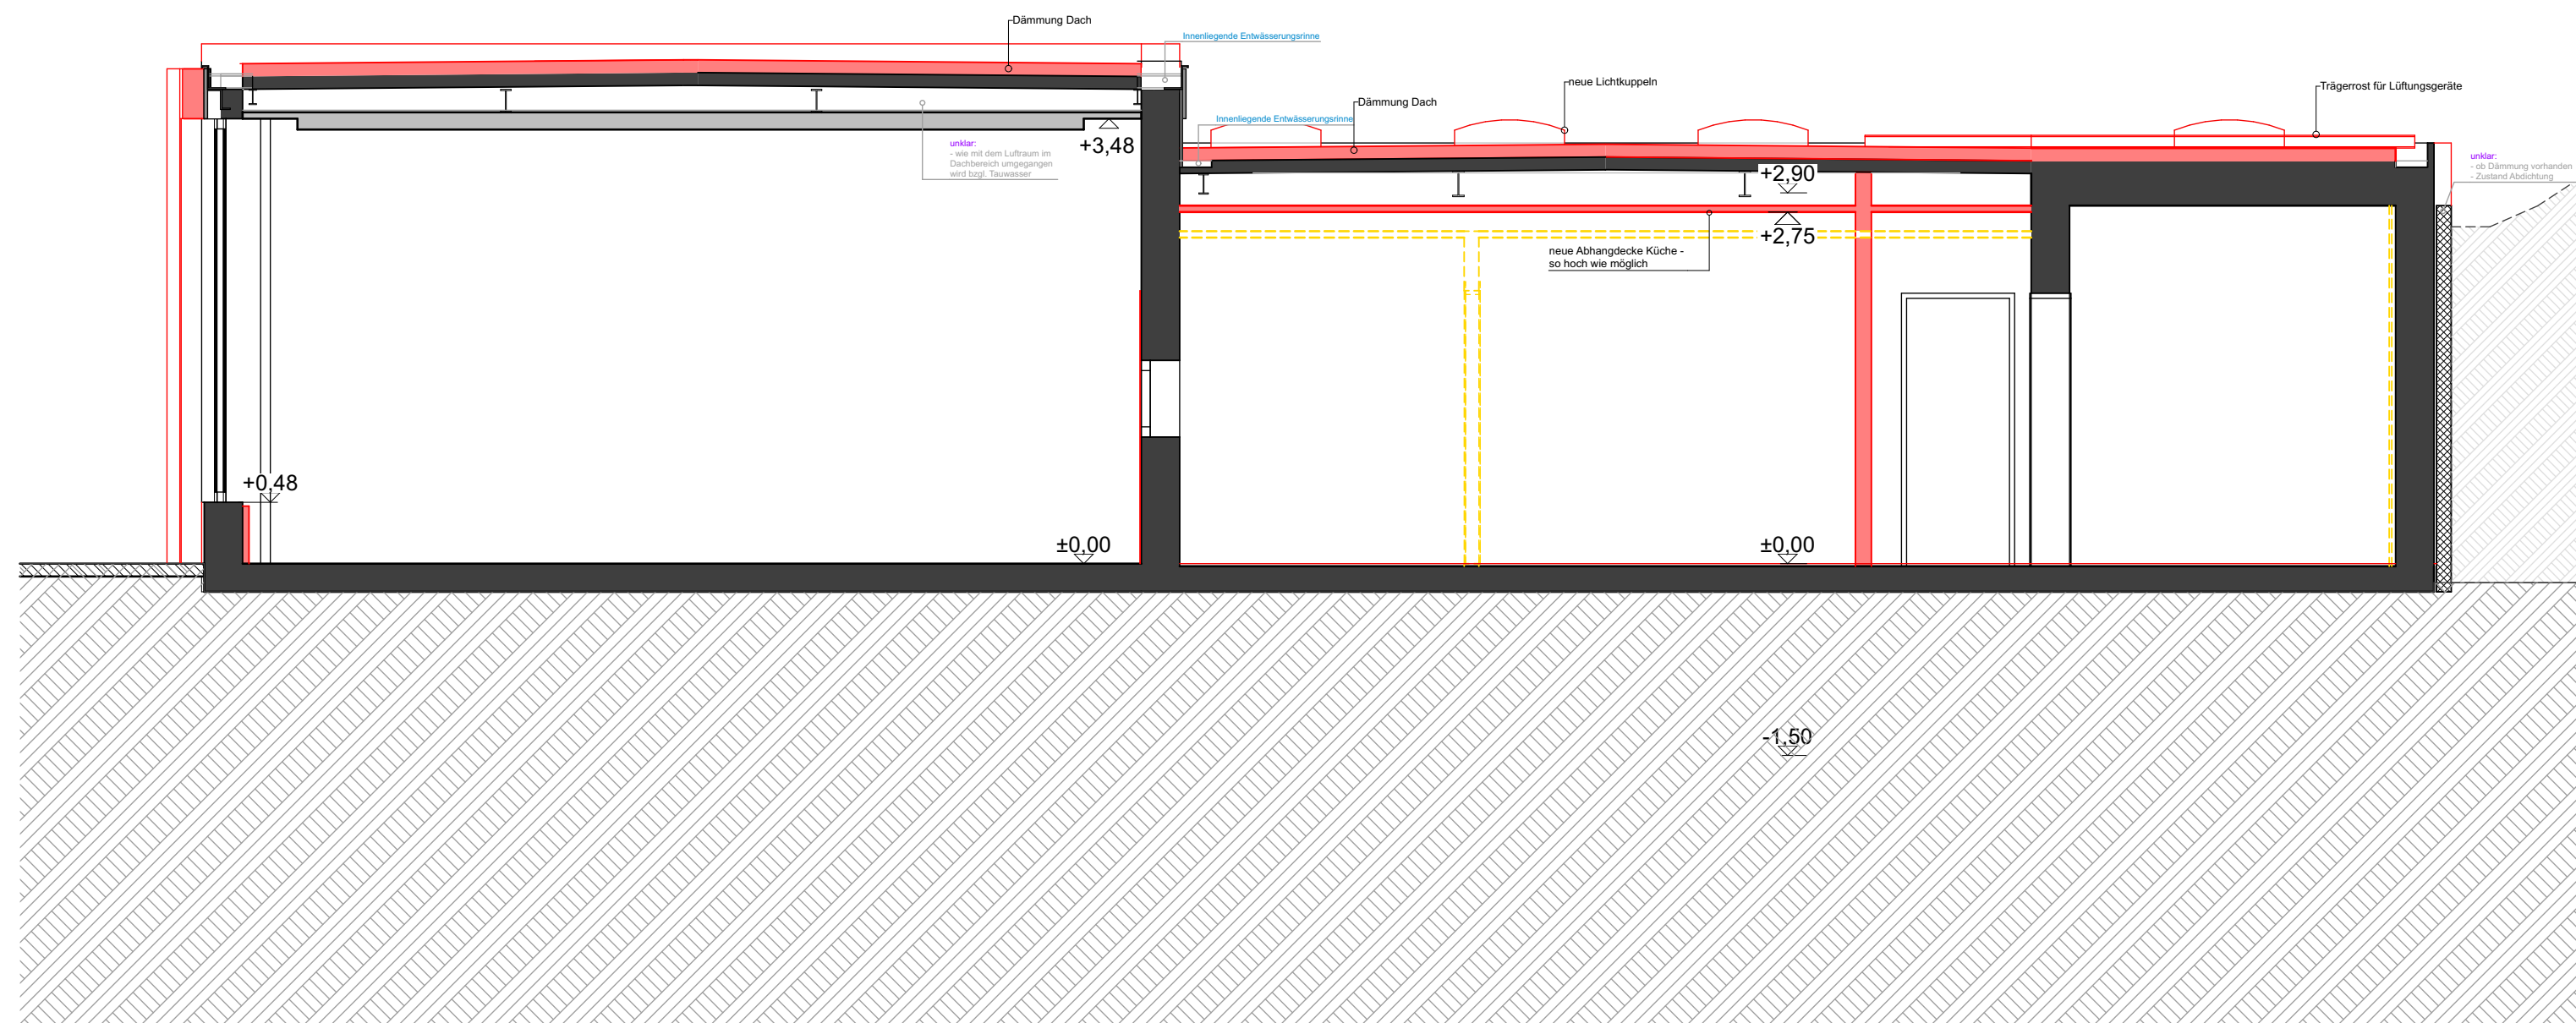 Dämmung Dach
Innenliegende Entwässerungsrinne
neue Lichtkuppeln
Trägerrost für Lüftungsgeräte
Dämmung Dach
Innenliegende Entwässerungsrinne
unklar:
- wie mit dem Luftraum im
Dachbereich umgegangen
wird bzgl. Tauwasser
+3,48
unklar:
- ob Dämmung vorhanden
- Zustand Abdichtung
+2,90
+2,75
neue Abhangdecke Küche -
so hoch wie möglich
+0,48
±0,00
±0,00
-1,50